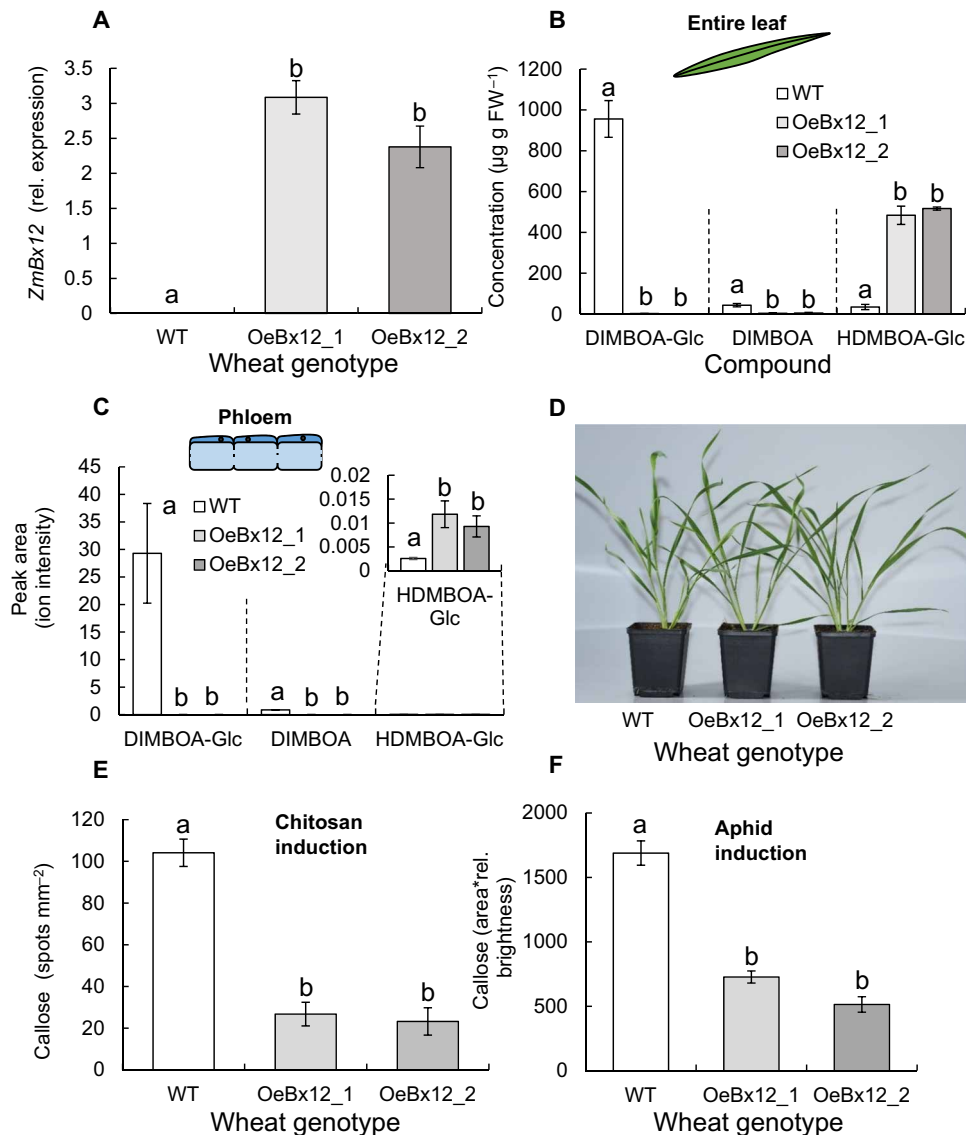 A
ZmBx12 (rel. expression)
3.5
3
2.5
2
1.5
1
0.5
0
a
b
b
WT
OeBx12_1
OeBx12_2
Wheat genotype
B
Entire leaf
Concentration (µg g FW⁻¹)
1200
1000
800
600
400
200
0
WT
OeBx12_1
OeBx12_2
a
b b
a
b b
a
b b
DIMBOA-Glc
DIMBOA
HDMBOA-Glc
Compound
C
Phloem
Peak area
(ion intensity)
45
40
35
30
25
20
15
10
5
0
WT
OeBx12_1
OeBx12_2
a
b b
a
b b
0.02
0.015
0.01
0.005
0
a
b
b
HDMBOA-
Glc
DIMBOA-Glc
DIMBOA
HDMBOA-Glc
D
WT
OeBx12_1
OeBx12_2
Wheat genotype
E
Chitosan
induction
Callose (spots mm⁻²)
120
100
80
60
40
20
0
a
b
b
WT
OeBx12_1
OeBx12_2
Wheat genotype
F
Aphid
induction
Callose (area*rel.
brightness)
2000
1500
1000
500
0
a
b
b
WT
OeBx12_1
OeBx12_2
Wheat genotype